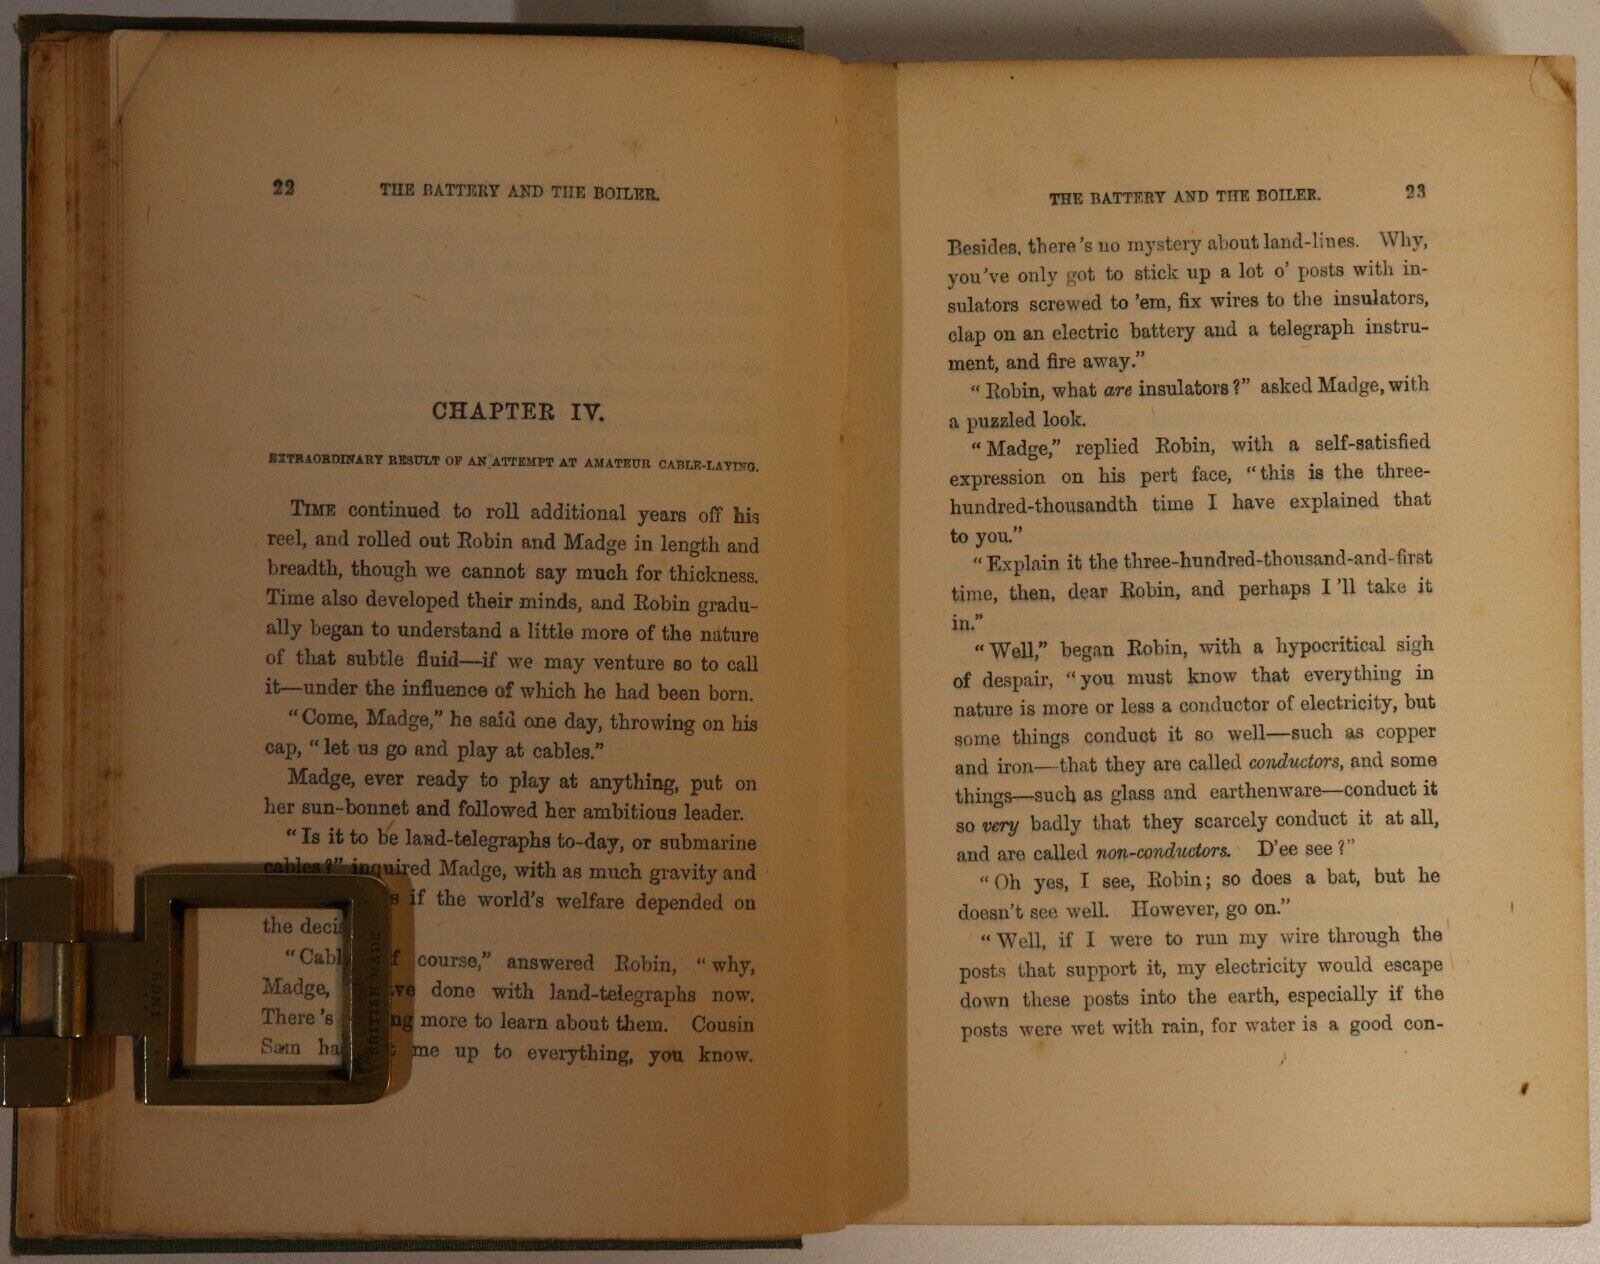 22 THE BATTERY AND THE BOILER.
CHAPTER IV.
EXTRAORDINARY RESULT OF AN ATTEMPT AT AMATEUR CABLE-LAYING.
TIME continued to roll additional years off his
reel, and rolled out Robin and Madge in length and
breadth, though we cannot say much for thickness.
Time also developed their minds, and Robin gradu-
ally began to understand a little more of the nature
of that subtle fluid—if we may venture so to call
it—under the influence of which he had been born.
“Come, Madge,” he said one day, throwing on his
cap, “let us go and play at cables.”
Madge, ever ready to play at anything, put on
her sun-bonnet and followed her ambitious leader.
“Is it to be land-telegraphs to-day, or submarine
cables?” inquired Madge, with as much gravity and
if the world's welfare depended on
the
course,” answered Robin, “why,
Madge, done with land-telegraphs now.
There's more to learn about them. Cousin
Sam me up to everything, you know.
INCH
BRITISH MADE
THE BATTERY AND THE BOILER. 23
Besides, there's no mystery about land-lines. Why,
you've only got to stick up a lot o' posts with in-
sulators screwed to 'em, fix wires to the insulators,
clap on an electric battery and a telegraph instru-
ment, and fire away.”
“Robin, what are insulators?” asked Madge, with
a puzzled look.
“Madge,” replied Robin, with a self-satisfied
expression on his pert face, “this is the three-
hundred-thousandth time I have explained that
to you.”
“Explain it the three-hundred-thousand-and-first
time, then, dear Robin, and perhaps I'll take it
in.”
“Well,” began Robin, with a hypocritical sigh
of despair, “you must know that everything in
nature is more or less a conductor of electricity, but
some things conduct it so well—such as copper
and iron—that they are called conductors, and some
things—such as glass and earthenware—conduct it
so very badly that they scarcely conduct it at all,
and are called non-conductors. D'ee see?”
“Oh yes, I see, Robin; so does a bat, but he
doesn't see well. However, go on.”
“Well, if I were to run my wire through the
posts that support it, my electricity would escape
down these posts into the earth, especially if the
posts were wet with rain, for water is a good con-